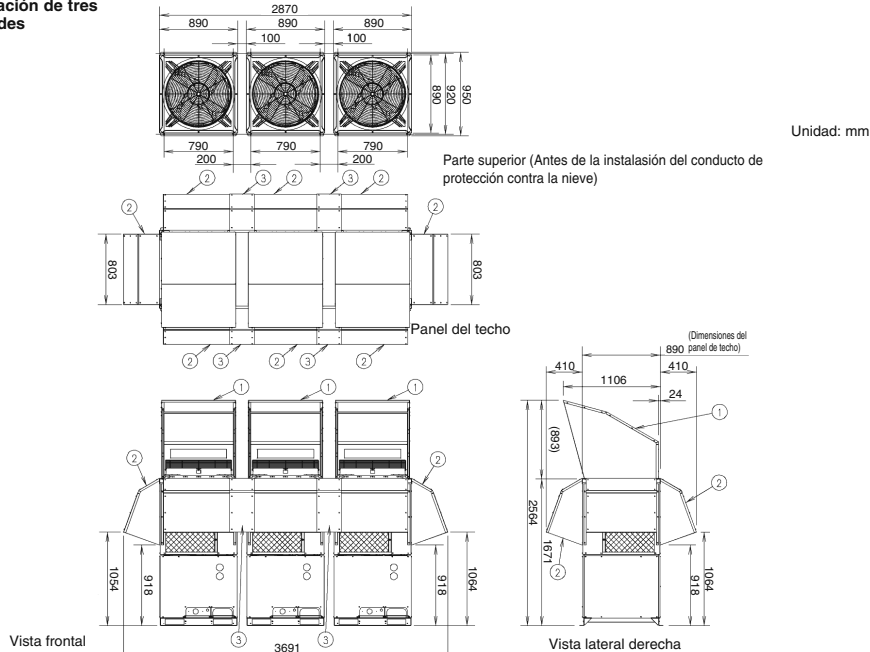 ación de tres
des
2870
890 890 890
100 100
890 920 950
Unidad: mm
790 790 790
200 200
Parte superior (Antes de la instalasión del conducto de
protección contra la nieve)
2 3 2 3 2
2 2
803 803
Panel del techo
2 3 2 3 2
(Dimensiones del
890 panel de techo)
410 410
1106
24
1 1 1
1
(893)
2 2
2
2564
1671
2
1054 918 918 1064
918 1064
3 3
Vista frontal
3691
Vista lateral derecha